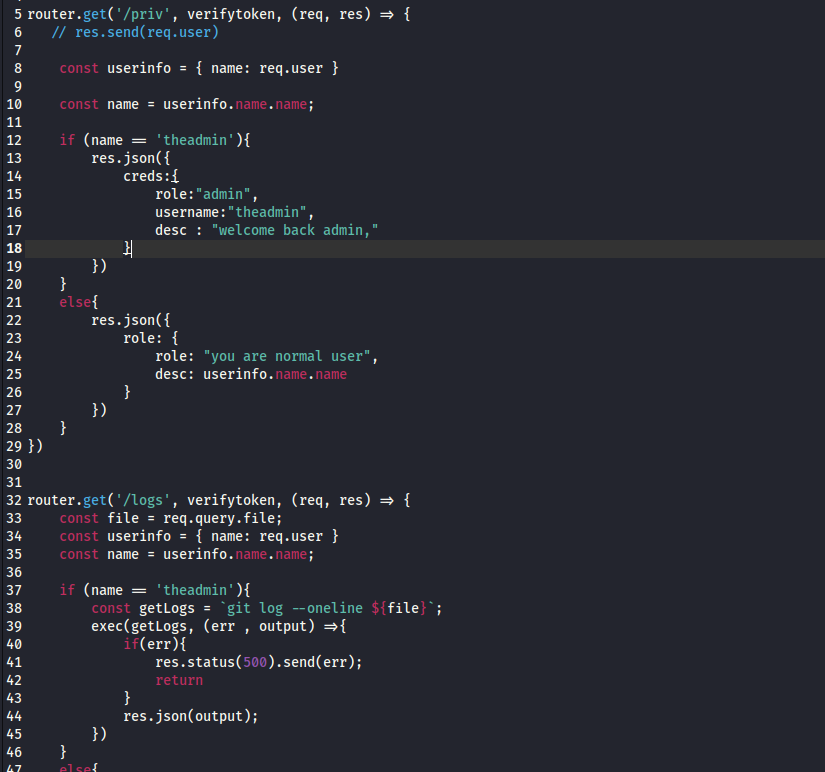 5 router.get('/priv', verifytoken, (req, res) => {
6 // res.send(req.user)
7
8 const userinfo = { name: req.user }
9
10 const name = userinfo.name.name;
11
12 if (name == 'theadmin'){
13 res.json({
14 creds:{
15 role:"admin",
16 username:"theadmin",
17 desc : "welcome back admin,"
18 }
19 })
20 }
21 else{
22 res.json({
23 role: {
24 role: "you are normal user",
25 desc: userinfo.name.name
26 }
27 })
28 }
29 })
30
31
32 router.get('/logs', verifytoken, (req, res) => {
33 const file = req.query.file;
34 const userinfo = { name: req.user }
35 const name = userinfo.name.name;
36
37 if (name == 'theadmin'){
38 const getLogs = `git log --oneline ${file}`;
39 exec(getLogs, (err , output) =>{
40 if(err){
41 res.status(500).send(err);
42 return
43 }
44 res.json(output);
45 })
46 }
47 else{